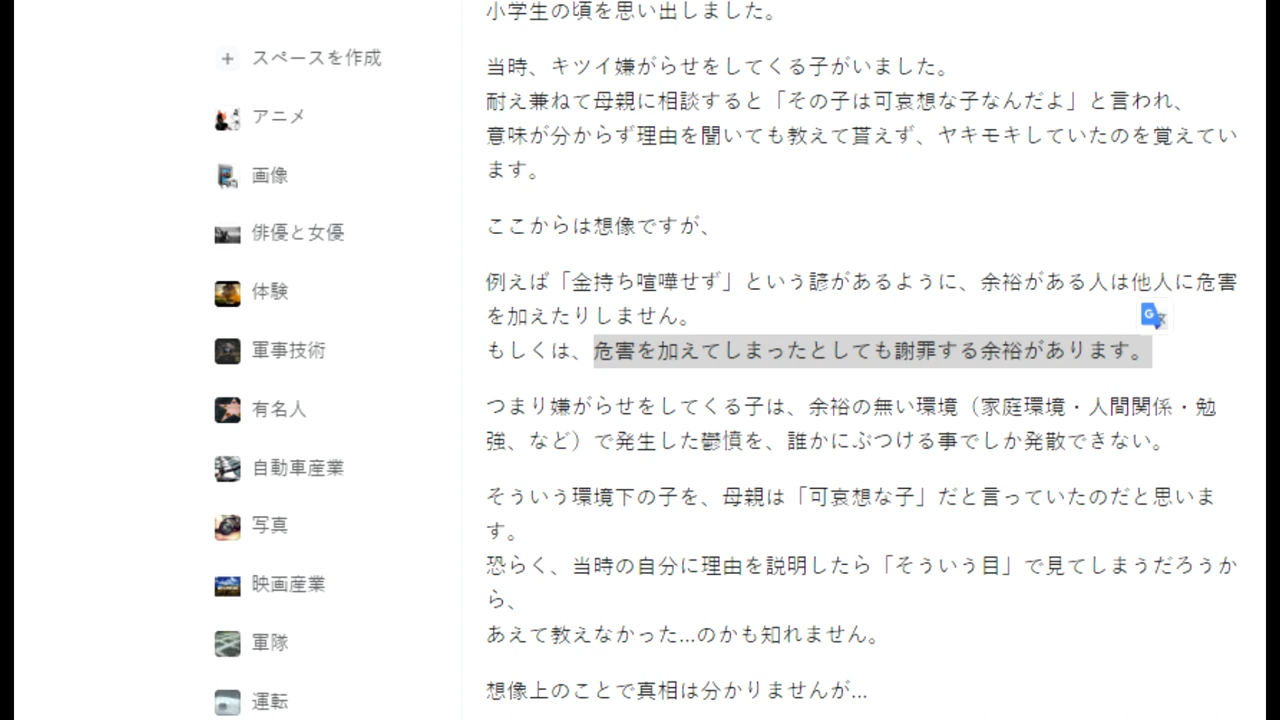 小学生の頃を思い出しました。
スペースを作成
アニメ
画像
俳優と女優
体験
軍事技術
有名人
自動車産業
写真
映画産業
軍隊
運転
当時、キツイ嫌がらせをしてくる子がいました。
耐え兼ねて母親に相談すると「その子は可哀想な子なんだよ」と言われ、
意味が分からず理由を聞いても教えて貰えず、ヤキモキしていたのを覚えてい
ます。
ここからは想像ですが、
例えば「金持ち喧嘩せず」という諺があるように、余裕がある人は他人に危害
を加えたりしません。
もしくは、危害を加えてしまったとしても謝罪する余裕があります。
つまり嫌がらせをしてくる子は、余裕の無い環境（家庭環境・人間関係・勉
強、など）で発生した鬱憤を、誰かにぶつける事でしか発散できない。
そういう環境下の子を、母親は「可哀想な子」だと言っていたのだと思いま
す。
恐らく、当時の自分に理由を説明したら「そういう目」で見てしまうだろうか
ら、
あえて教えなかった...のかも知れません。
想像上のことで真相は分かりませんが...